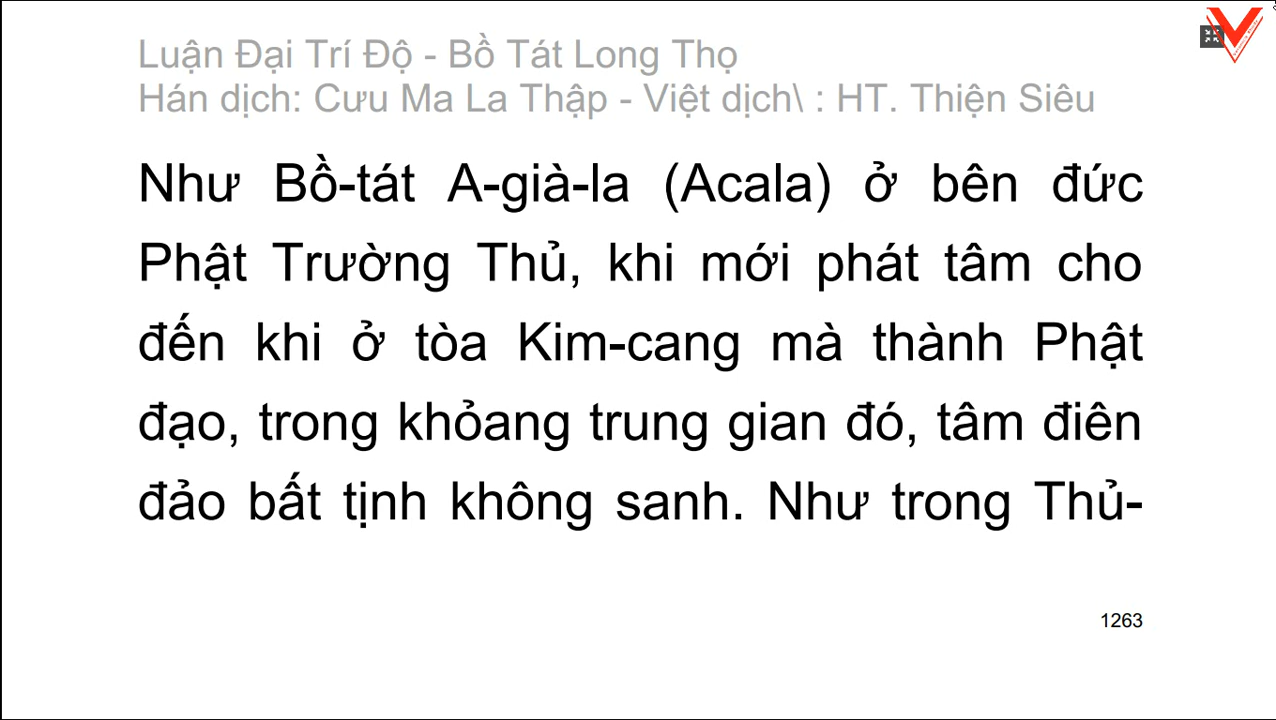 Luận Đại Trí Độ - Bồ Tát Long Thọ
Hán dịch: Cưu Ma La Thập - Việt dịch\ : HT. Thiện Siêu
Như Bồ-tát A-già-la (Acala) ở bên đức
Phật Trường Thủ, khi mới phát tâm cho
đến khi ở tòa Kim-cang mà thành Phật
đạo, trong khỏang trung gian đó, tâm điên
đảo bất tịnh không sanh. Như trong Thủ-
1263